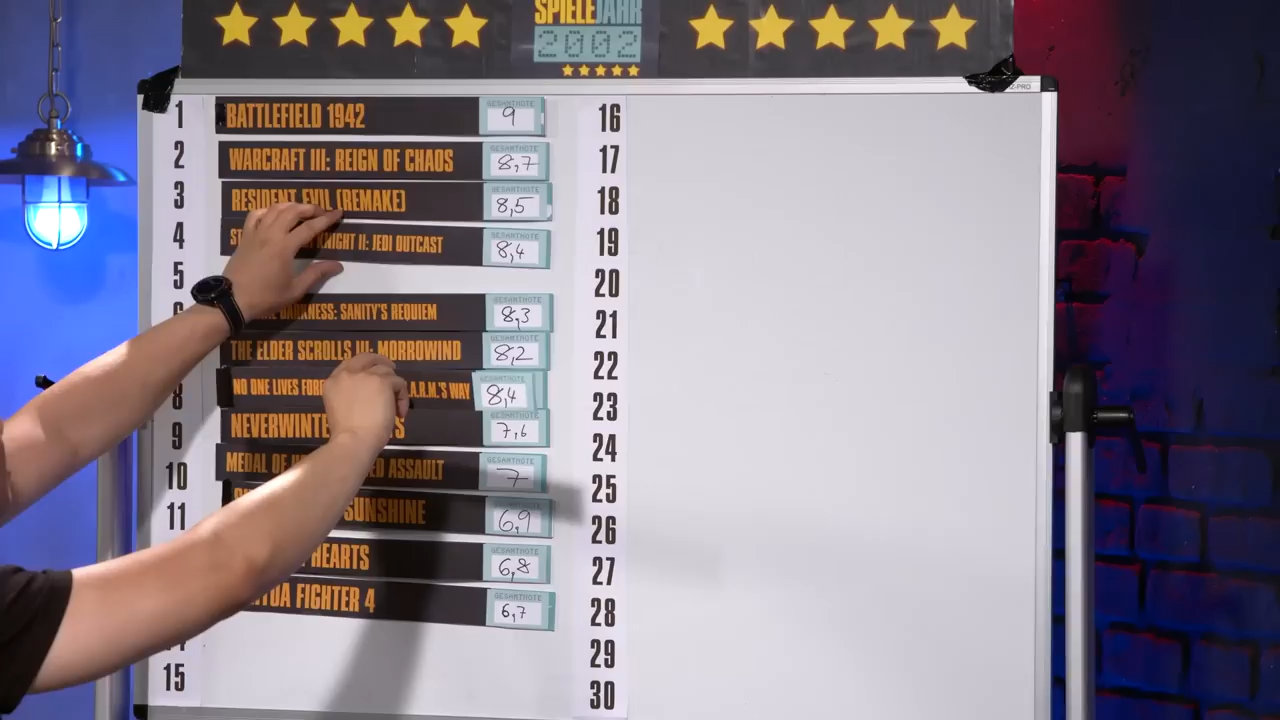 SPIELEJAHR
2002
Z-PRO
1 BATTLEFIELD 1942 GESAMTNOTE 9
2 WARCRAFT III: REIGN OF CHAOS GESAMTNOTE 8,7
3 RESIDENT EVIL (REMAKE) GESAMTNOTE 8,5
4 KNIGHT II: JEDI OUTCAST GESAMTNOTE 8,4
5
DARKNESS: SANITY'S REQUIEM GESAMTNOTE 8,3
THE ELDER SCROLLS III: MORROWIND GESAMTNOTE 8,2
8 NO ONE LIVES A.R.M.'S WAY GESAMTNOTE 8,4
9 GESAMTNOTE 7,6
10 MEDAL OF ASSAULT GESAMTNOTE 7
11 SUNSHINE GESAMTNOTE 6,9
HEARTS GESAMTNOTE 6,8
FIGHTER 4 GESAMTNOTE 6,7
15
16
17
18
19
20
21
22
23
24
25
26
27
28
29
30